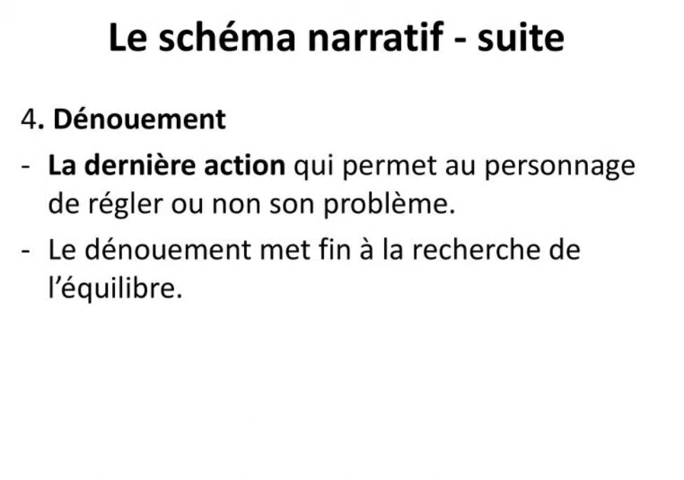 Le schéma narratif - suite
4. Dénouement
- La dernière action qui permet au personnage
de régler ou non son problème.
- Le dénouement met fin à la recherche de
l’équilibre.